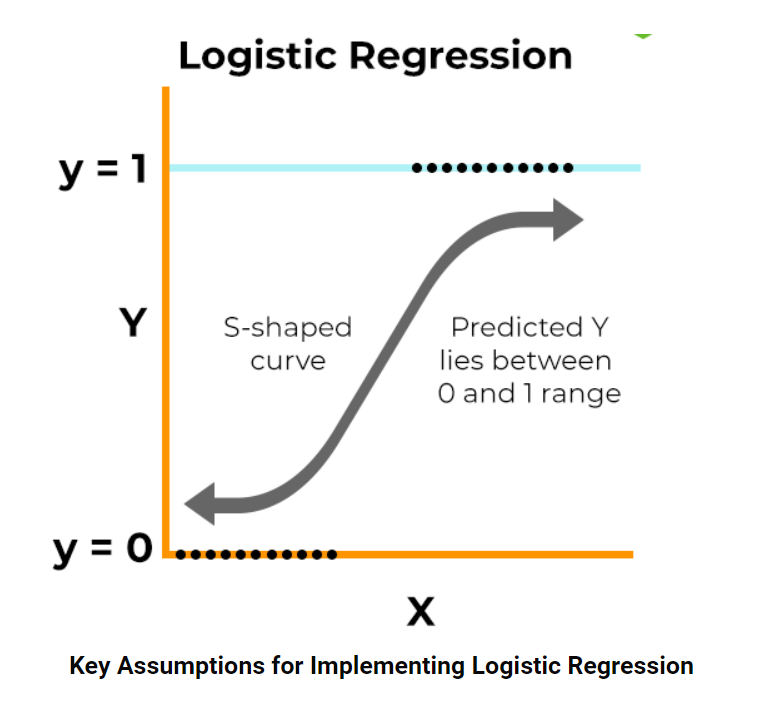 Logistic Regression
y = 1
Y
S-shaped
curve
Predicted Y
lies between
0 and 1 range
y = 0
X
Key Assumptions for Implementing Logistic Regression